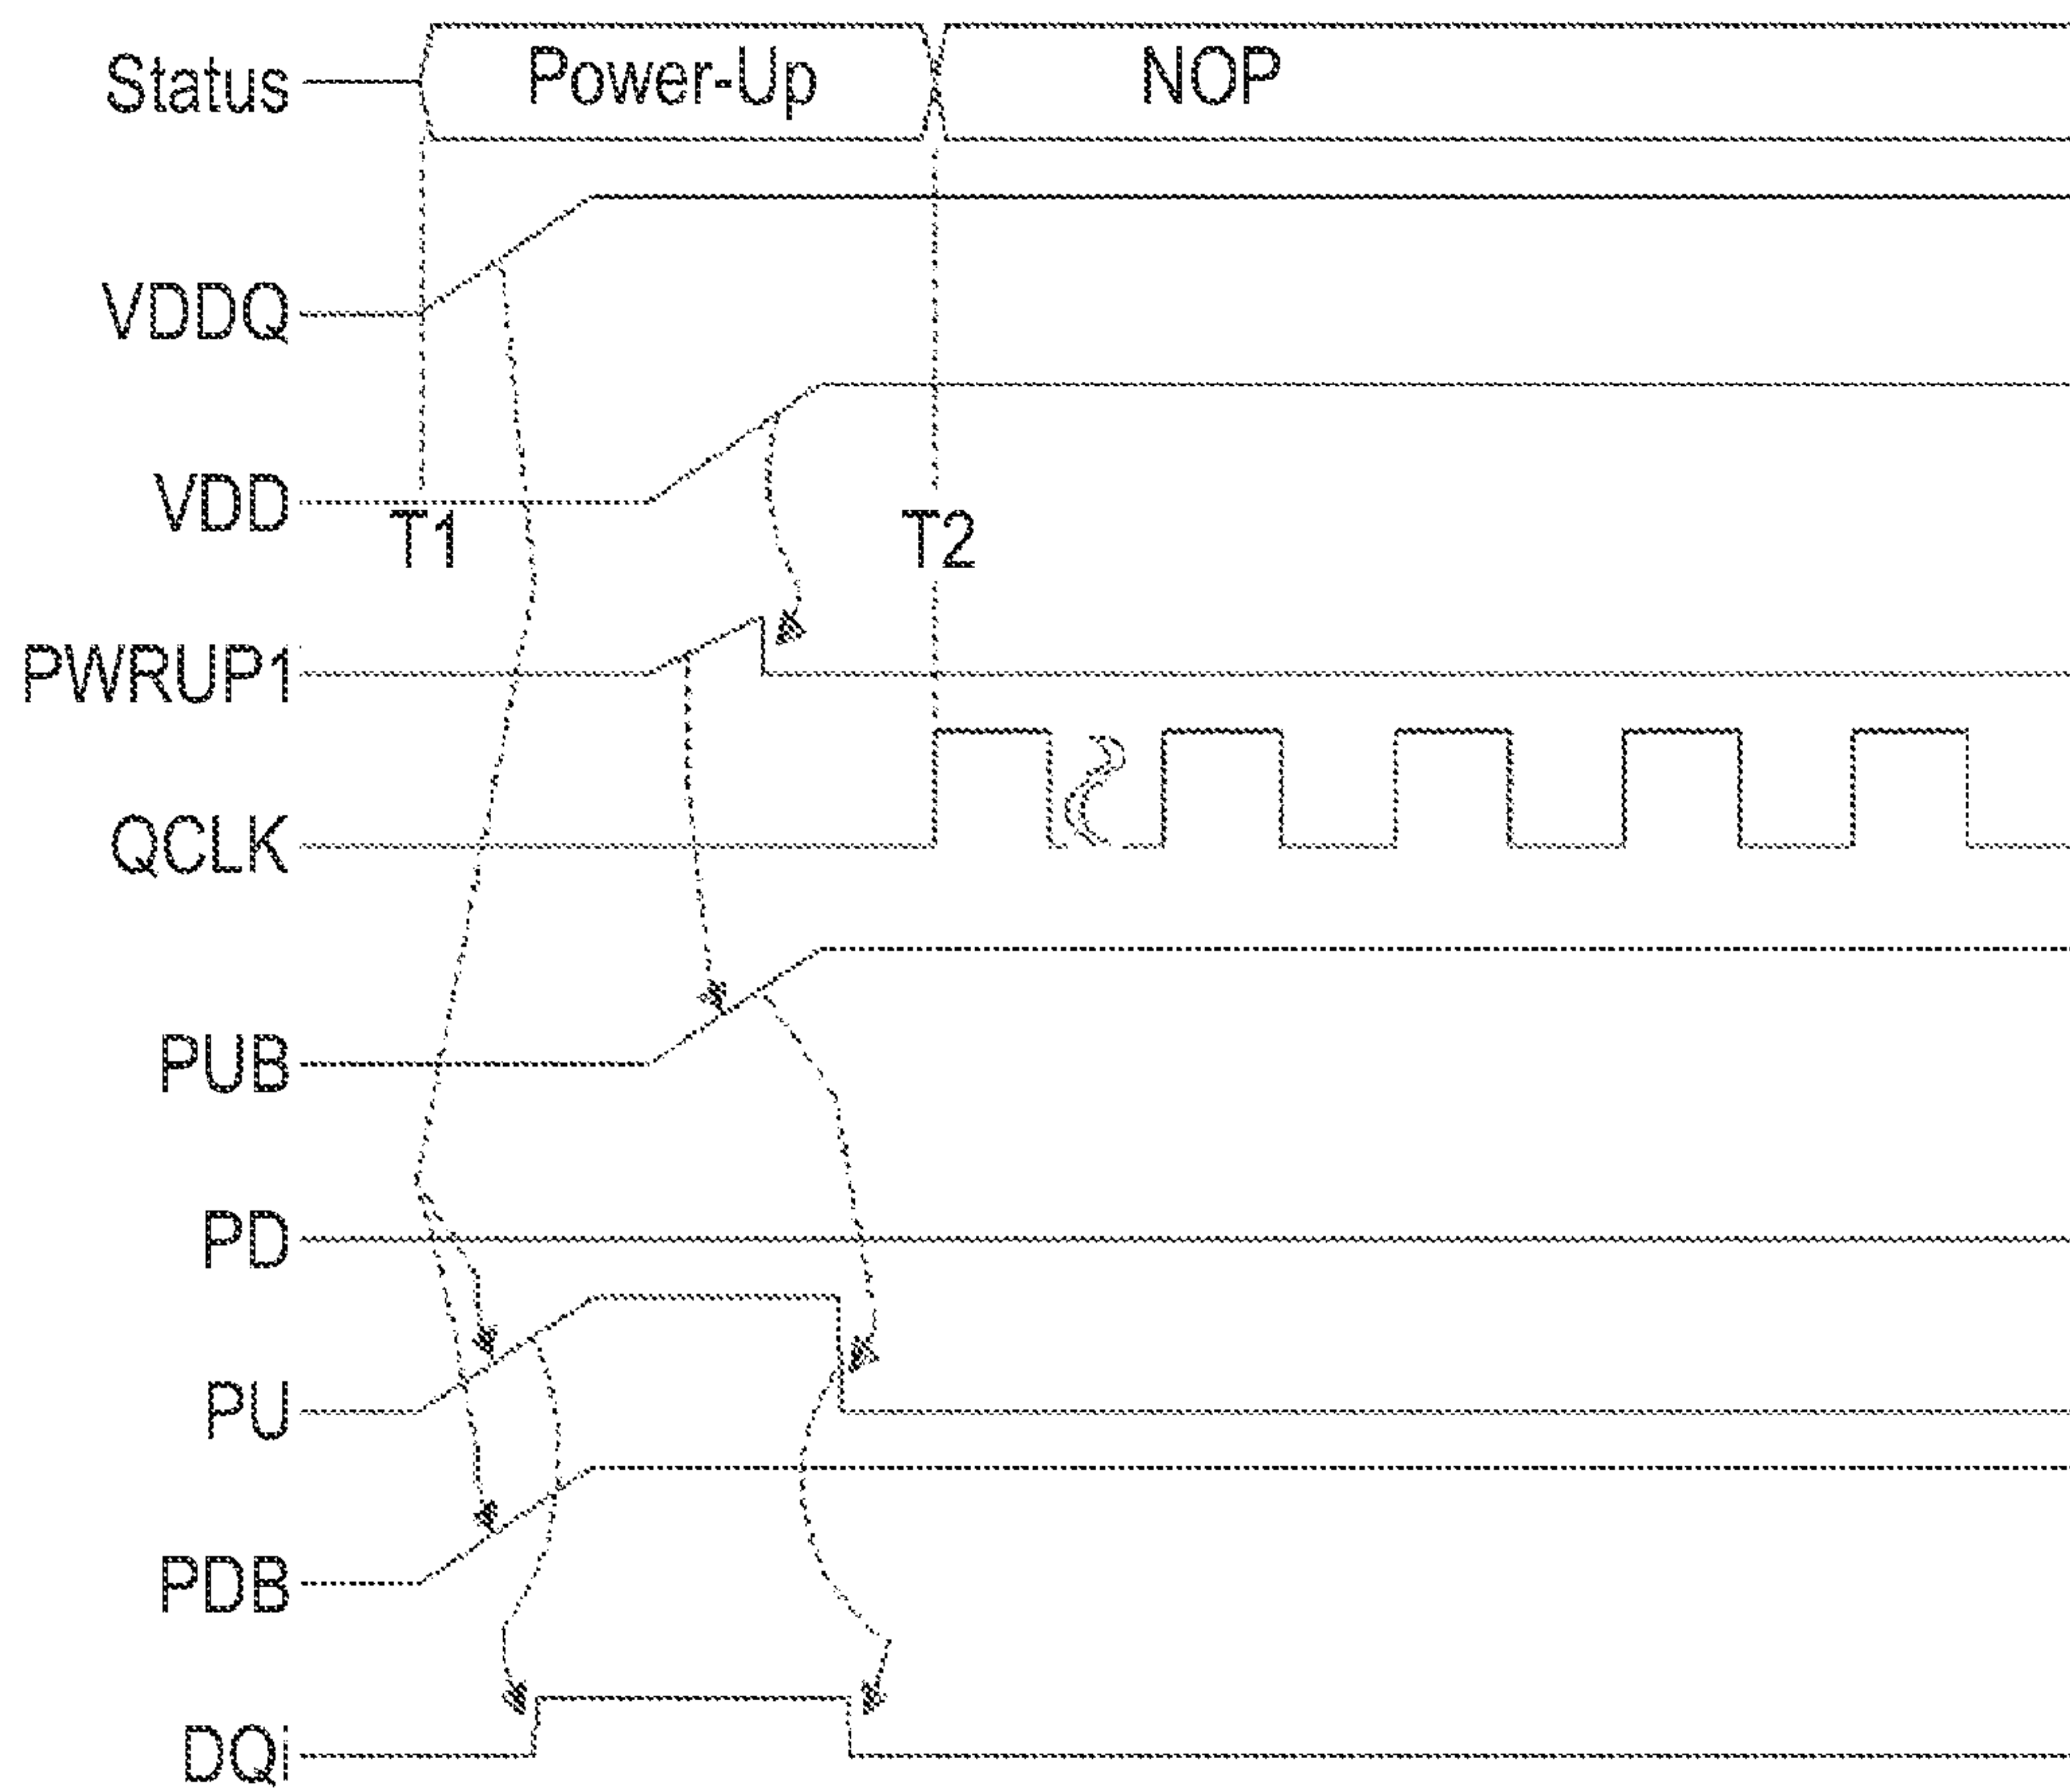 Status
Power-Up
NOP
VDDQ
VDD
T1
T2
PWRUP1
QCLK
PUB
PD
PU
PDB
DQi